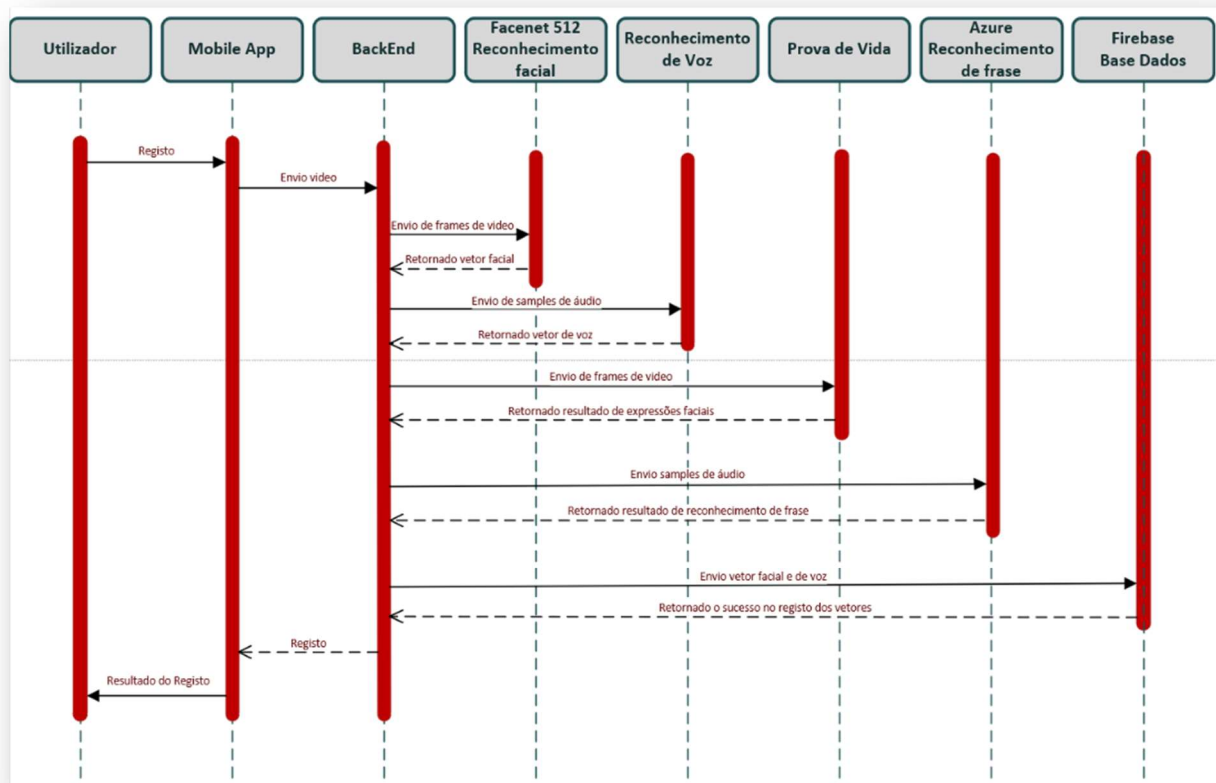 Utilizador
Mobile App
BackEnd
Facenet 512
Reconhecimento
facial
Reconhecimento
de Voz
Prova de Vida
Azure
Reconhecimento
de frase
Firebase
Base Dados
Registo
Envio video
Envio de frames de video
Retornado vetor facial
Envio de samples de áudio
Retornado vetor de voz
Envio de frames de video
Retornado resultado de expressões faciais
Envio samples de áudio
Retornado resultado de reconhecimento de frase
Envio vetor facial e de voz
Retornado o sucesso no registo dos vetores
Registo
Resultado do Registo